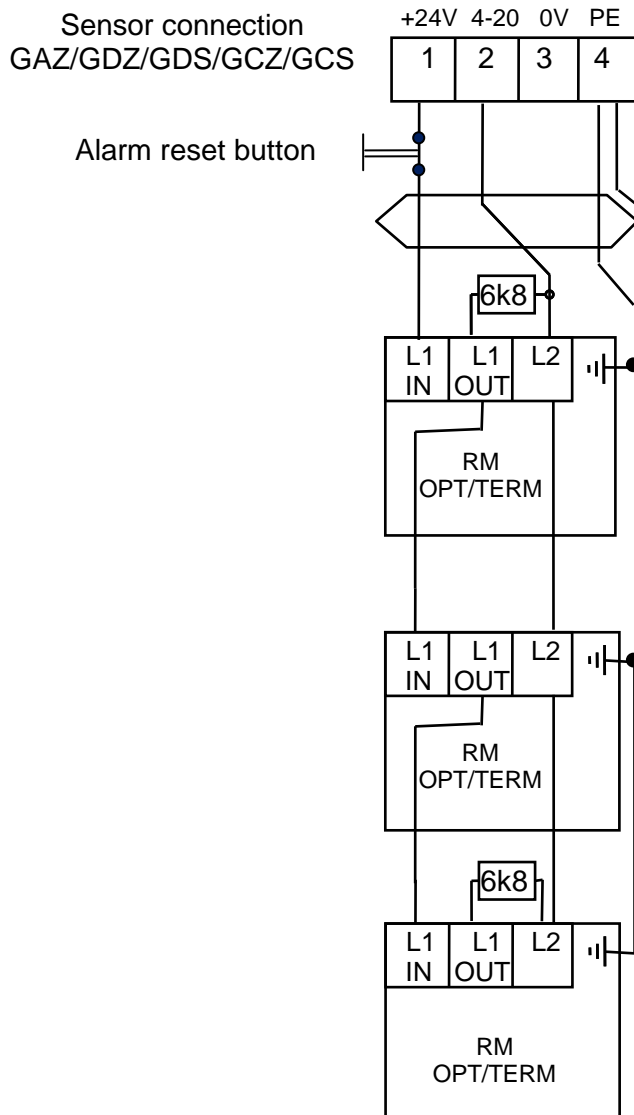 Sensor connection
GAZ/GDZ/GDS/GCZ/GCS
+24V 4-20 0V PE
1 2 3 4
Alarm reset button
6k8
L1 L1 L2
IN OUT
RM
OPT/TERM
L1 L1 L2
IN OUT
RM
OPT/TERM
6k8
L1 L1 L2
IN OUT
RM
OPT/TERM